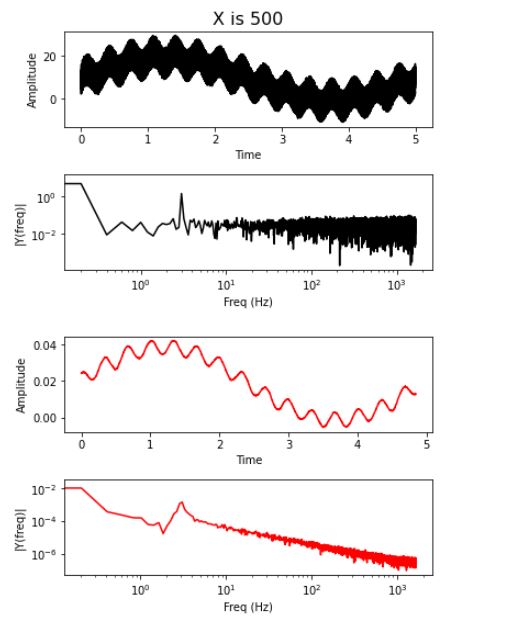 X is 500
20
0
Amplitude
0 1 2 3 4 5
Time
10⁰
10⁻²
|Y(freq)|
10⁰ 10¹ 10² 10³
Freq (Hz)
0.04
0.02
0.00
Amplitude
0 1 2 3 4 5
Time
10⁻²
10⁻⁴
10⁻⁶
|Y(freq)|
10⁰ 10¹ 10² 10³
Freq (Hz)